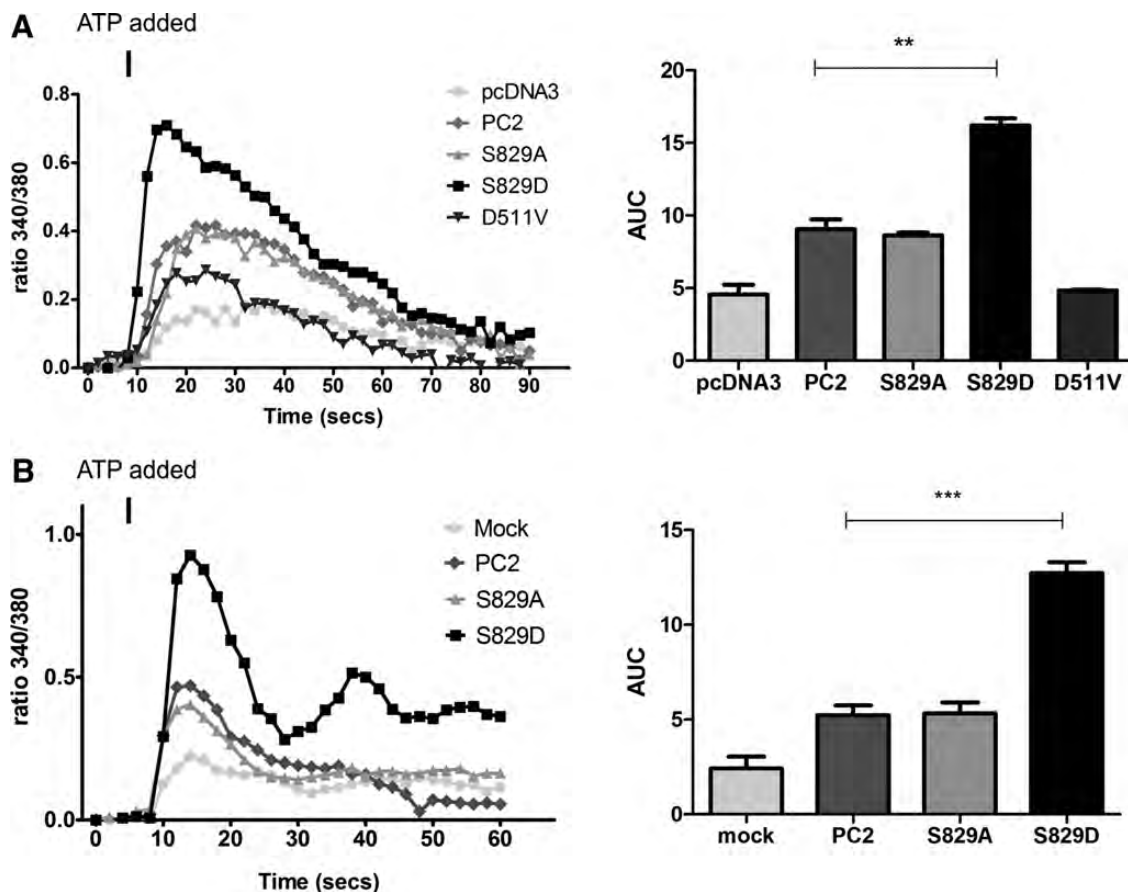 A
ATP added
pcDNA3
PC2
S829A
S829D
D511V
ratio 340/380
0.8
0.6
0.4
0.2
0.0
0 10 20 30 40 50 60 70 80 90
Time (secs)
**
AUC
20
15
10
5
0
pcDNA3 PC2 S829A S829D D511V
B
ATP added
Mock
PC2
S829A
S829D
ratio 340/380
1.0
0.5
0.0
0 10 20 30 40 50 60
Time (secs)
***
AUC
15
10
5
0
mock PC2 S829A S829D